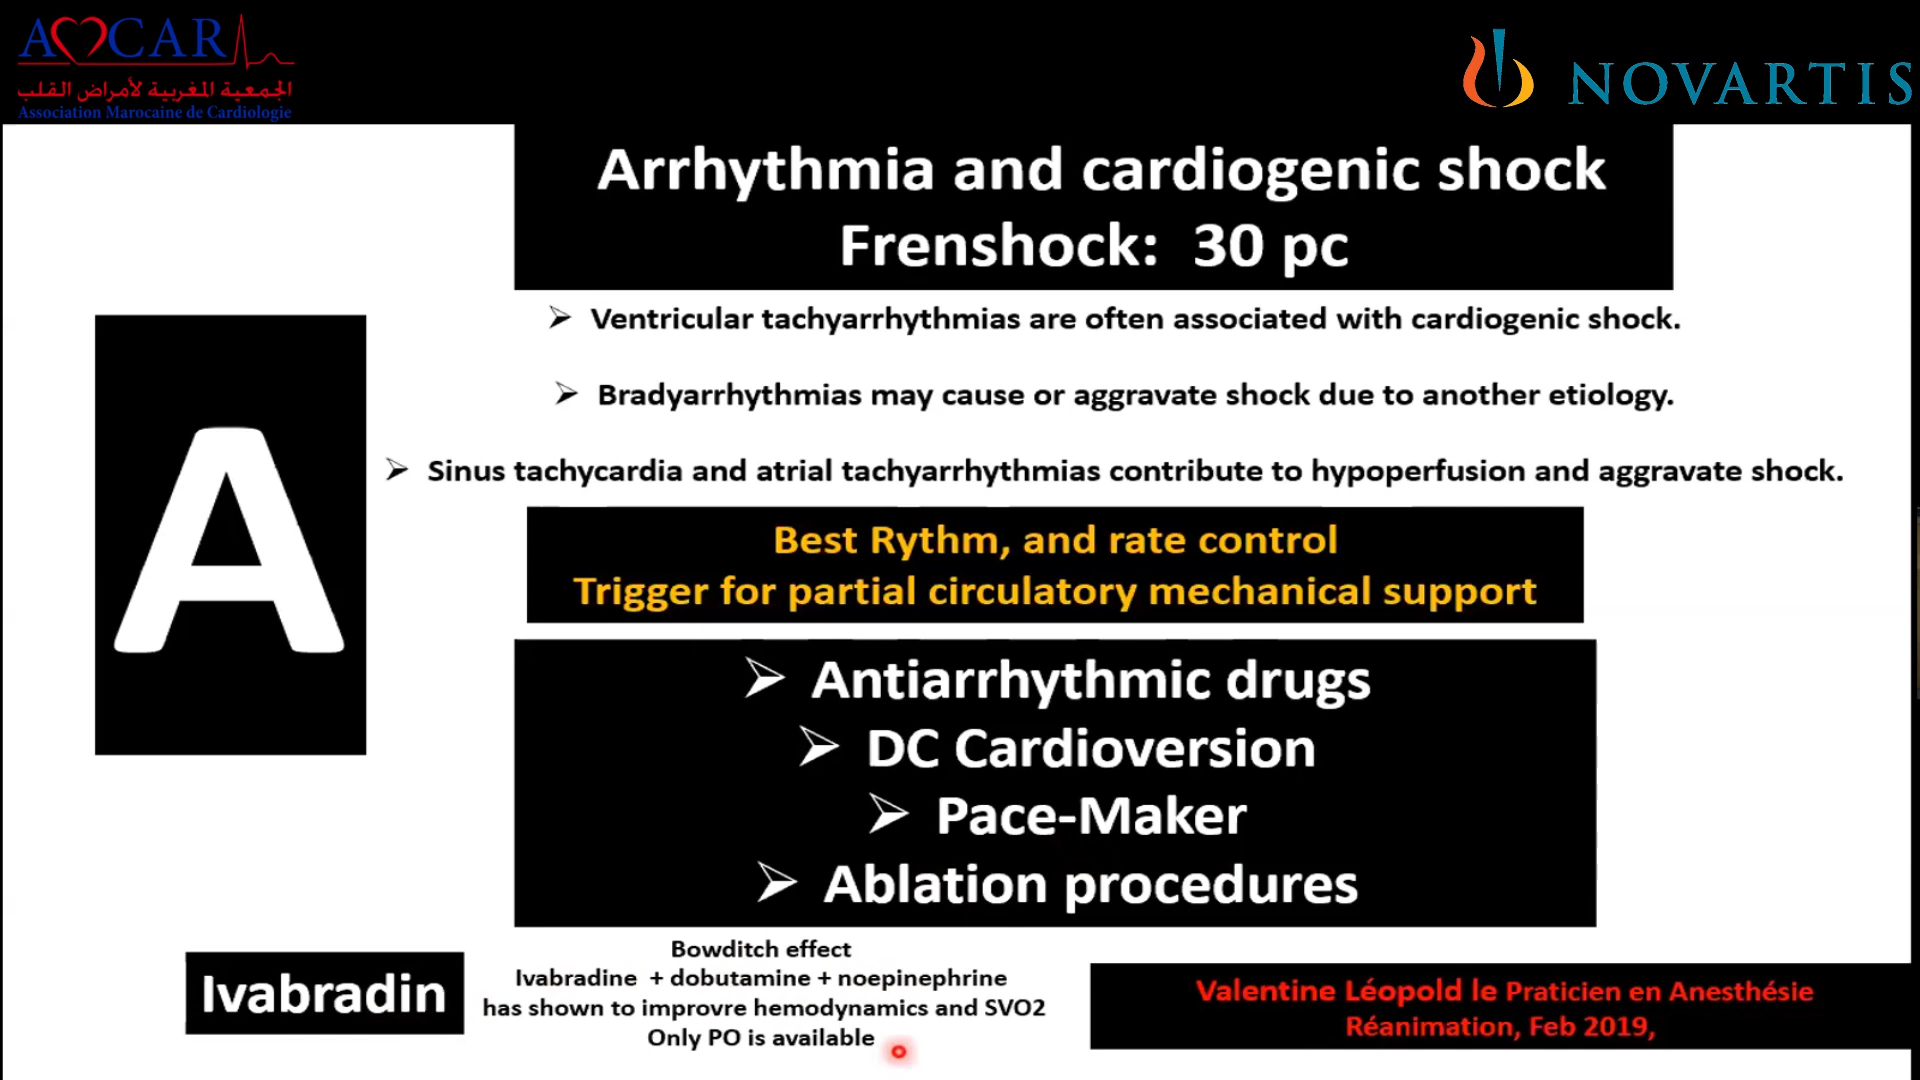 AOCAR
الجمعية المغربية لأمراض القلب
Association Marocaine de Cardiologie
NOVARTIS
Arrhythmia and cardiogenic shock
Frenshock: 30 pc
➢ Ventricular tachyarrhythmias are often associated with cardiogenic shock.
➢ Bradyarrhythmias may cause or aggravate shock due to another etiology.
➢ Sinus tachycardia and atrial tachyarrhythmias contribute to hypoperfusion and aggravate shock.
A
Best Rythm, and rate control
Trigger for partial circulatory mechanical support
➢ Antiarrhythmic drugs
➢ DC Cardioversion
➢ Pace-Maker
➢ Ablation procedures
Ivabradin
Bowditch effect
Ivabradine + dobutamine + noepinephrine
has shown to improvre hemodynamics and SVO2
Only PO is available
Valentine Léopold le Praticien en Anesthésie
Réanimation, Feb 2019,